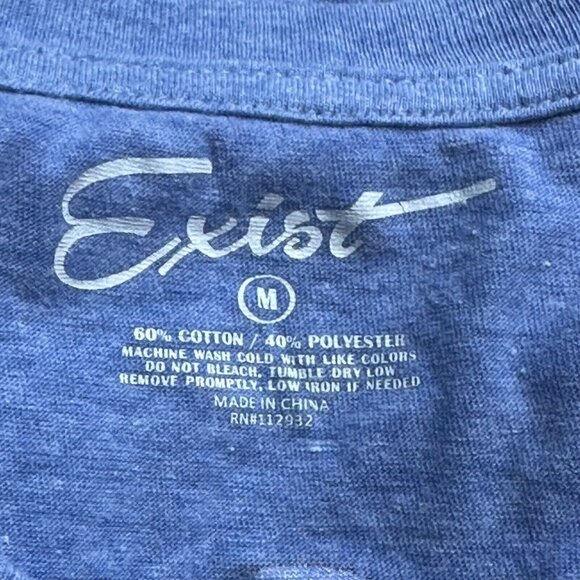 Exist
M
60% COTTON / 40% POLYESTER
MACHINE WASH COLD WITH LIKE COLORS
DO NOT BLEACH, TUMBLE DRY LOW
REMOVE PROMPTLY, LOW IRON IF NEEDED
MADE IN CHINA
RN#112932